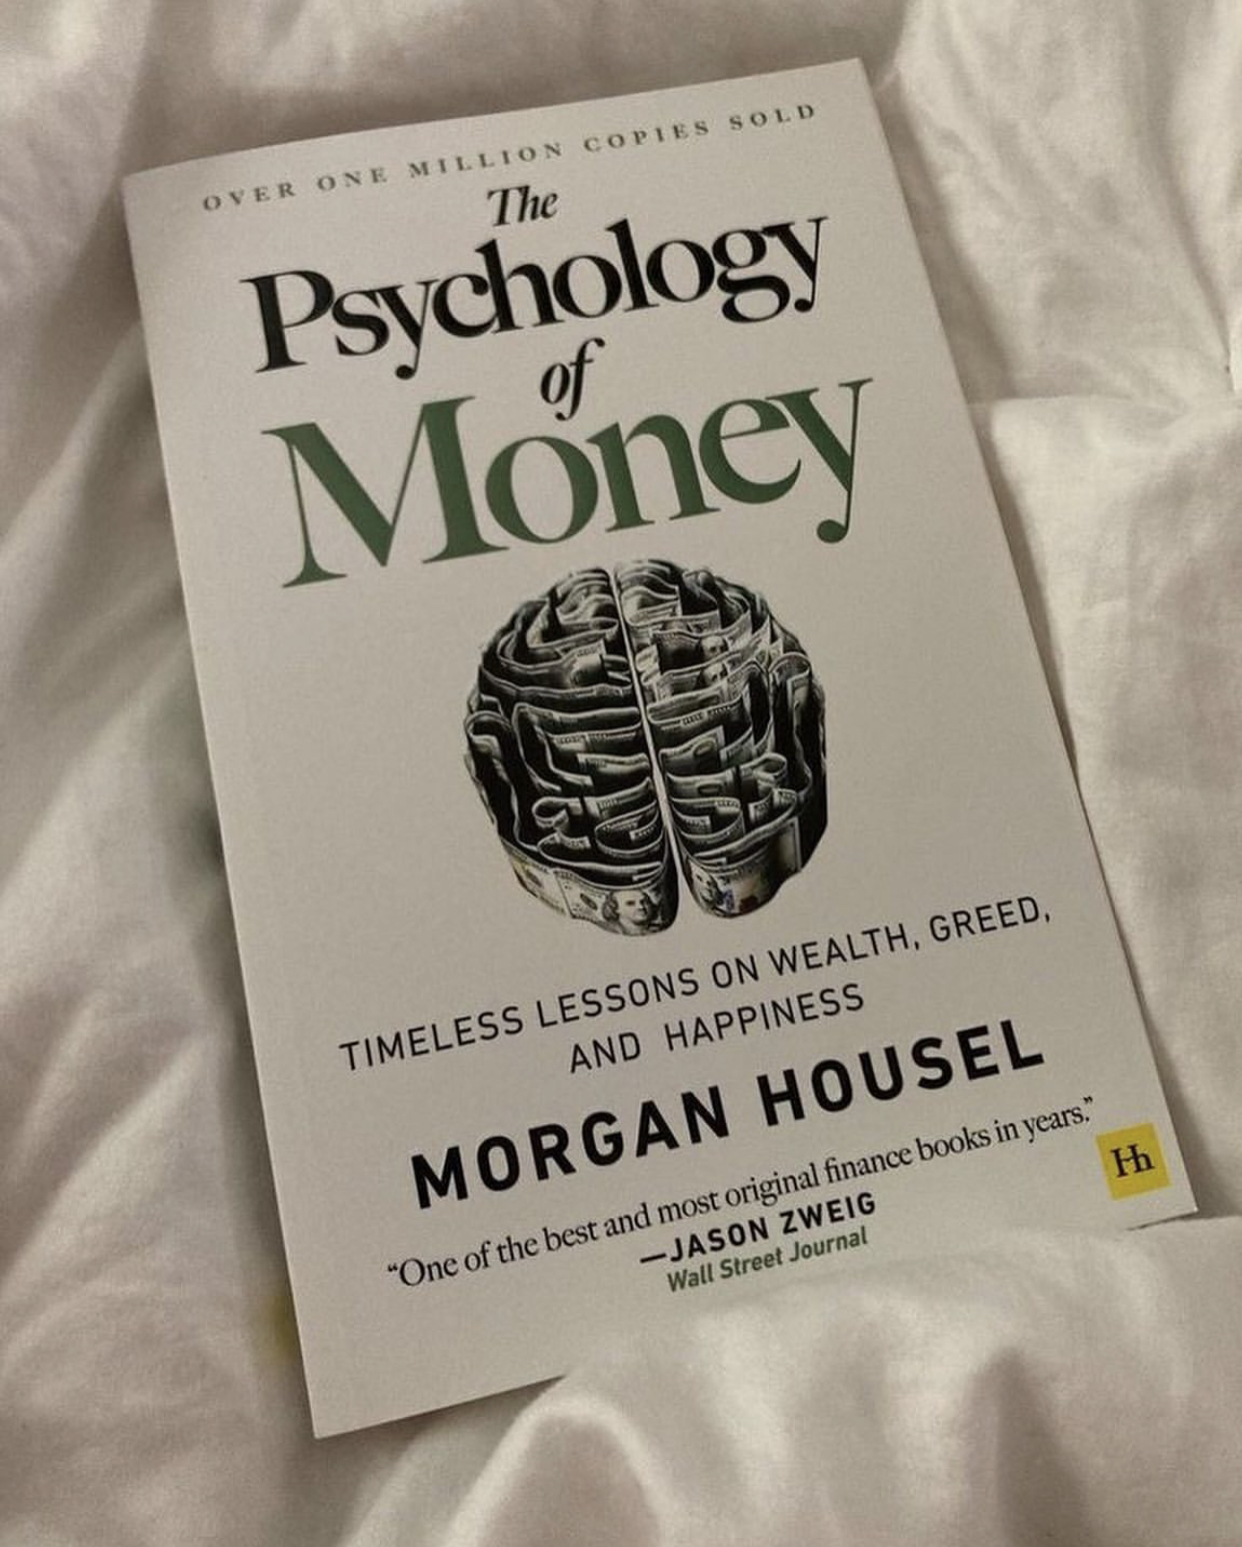 OVER ONE MILLION COPIES SOLD
The
Psychology
of
Money
TIMELESS LESSONS ON WEALTH, GREED,
AND HAPPINESS
MORGAN HOUSEL
“One of the best and most original finance books in years.”
—JASON ZWEIG
Wall Street Journal
Hh